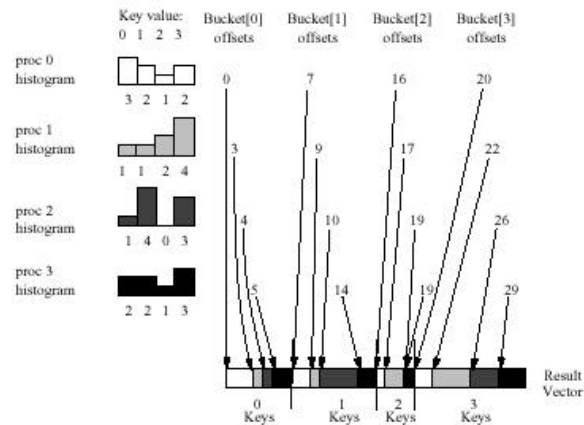 Key value:
0 1 2 3
Bucket[0] offsets
Bucket[1] offsets
Bucket[2] offsets
Bucket[3] offsets
proc 0 histogram
3 2 1 2
0 7 16 20
proc 1 histogram
1 1 2 4
3 9 17 22
proc 2 histogram
1 4 0 3
4 10 19 26
proc 3 histogram
2 2 1 3
5 14 19 29
Result Vector
0 Keys
1 Keys
2 Keys
3 Keys